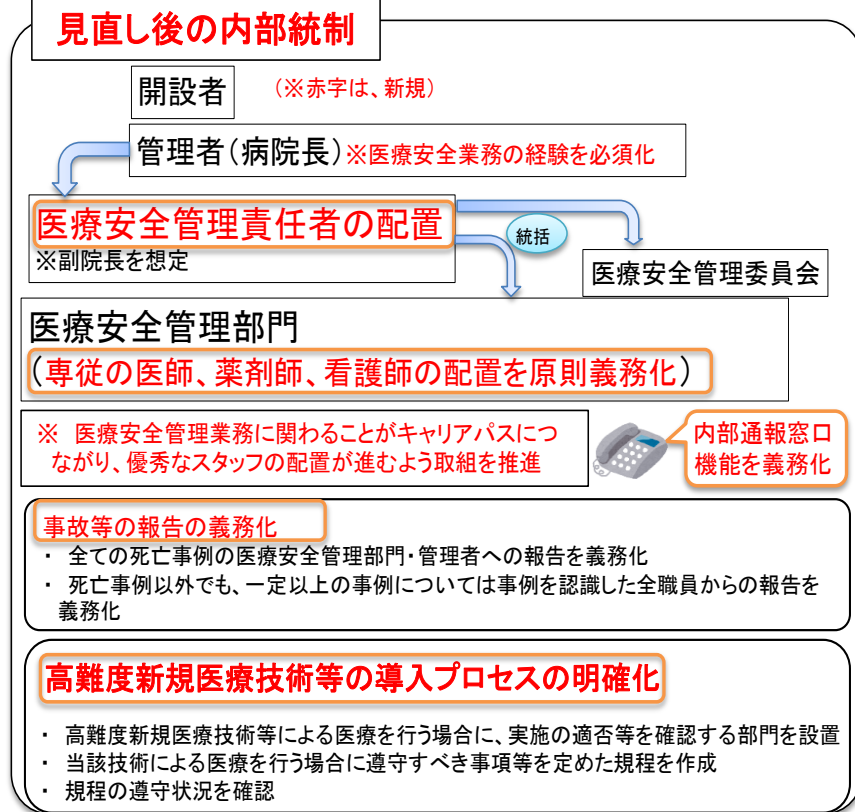 見直し後の内部統制
開設者
（※赤字は、新規）
管理者（病院長）※医療安全業務の経験を必須化
医療安全管理責任者の配置
※副院長を想定
統括
医療安全管理委員会
医療安全管理部門
（専従の医師、薬剤師、看護師の配置を原則義務化）
※ 医療安全管理業務に関わることがキャリアパスにつ
ながり、優秀なスタッフの配置が進むよう取組を推進
内部通報窓口
機能を義務化
事故等の報告の義務化
・ 全ての死亡事例の医療安全管理部門・管理者への報告を義務化
・ 死亡事例以外でも、一定以上の事例については事例を認識した全職員からの報告を
義務化
高難度新規医療技術等の導入プロセスの明確化
・ 高難度新規医療技術等による医療を行う場合に、実施の適否等を確認する部門を設置
・ 当該技術による医療を行う場合に遵守すべき事項等を定めた規程を作成
・ 規程の遵守状況を確認